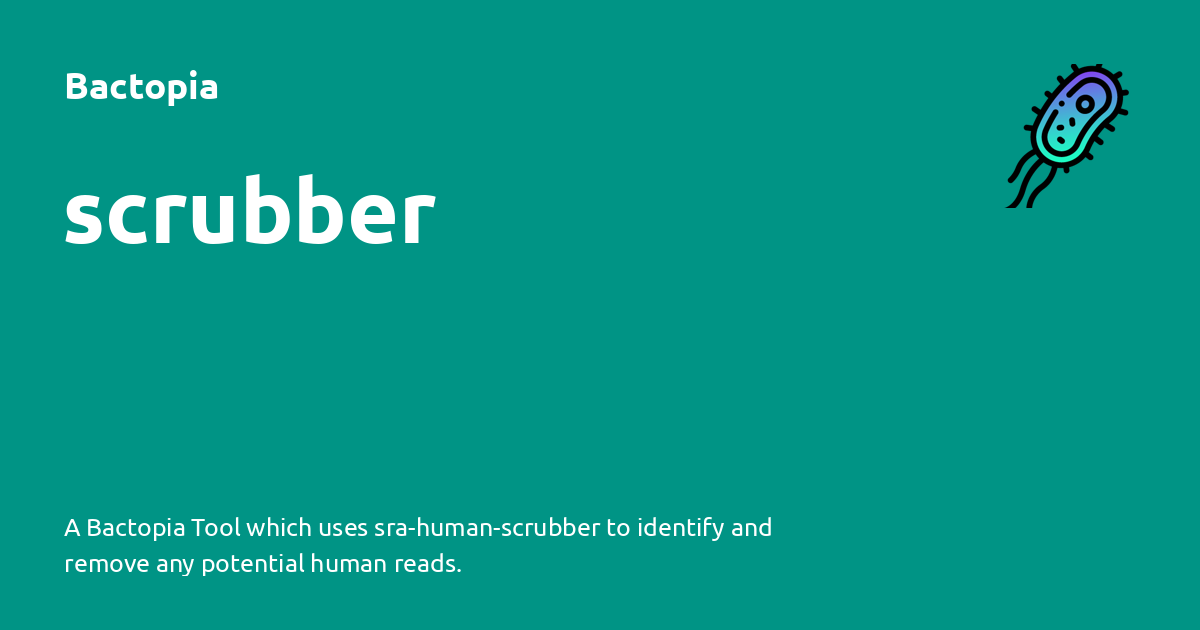 Bactopia
scrubber
A Bactopia Tool which uses sra-human-scrubber to identify and
remove any potential human reads.